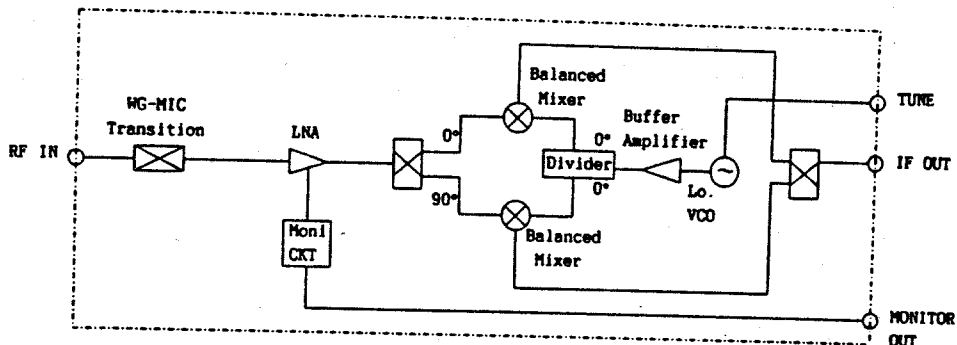 WG-MIC
Transition
RF IN
LNA
Moni
CKT
0°
90°
Balanced
Mixer
Balanced
Mixer
0°
Divider
0°
Buffer
Amplifier
Lo.
VCO
TUNE
IF OUT
MONITOR
OUT